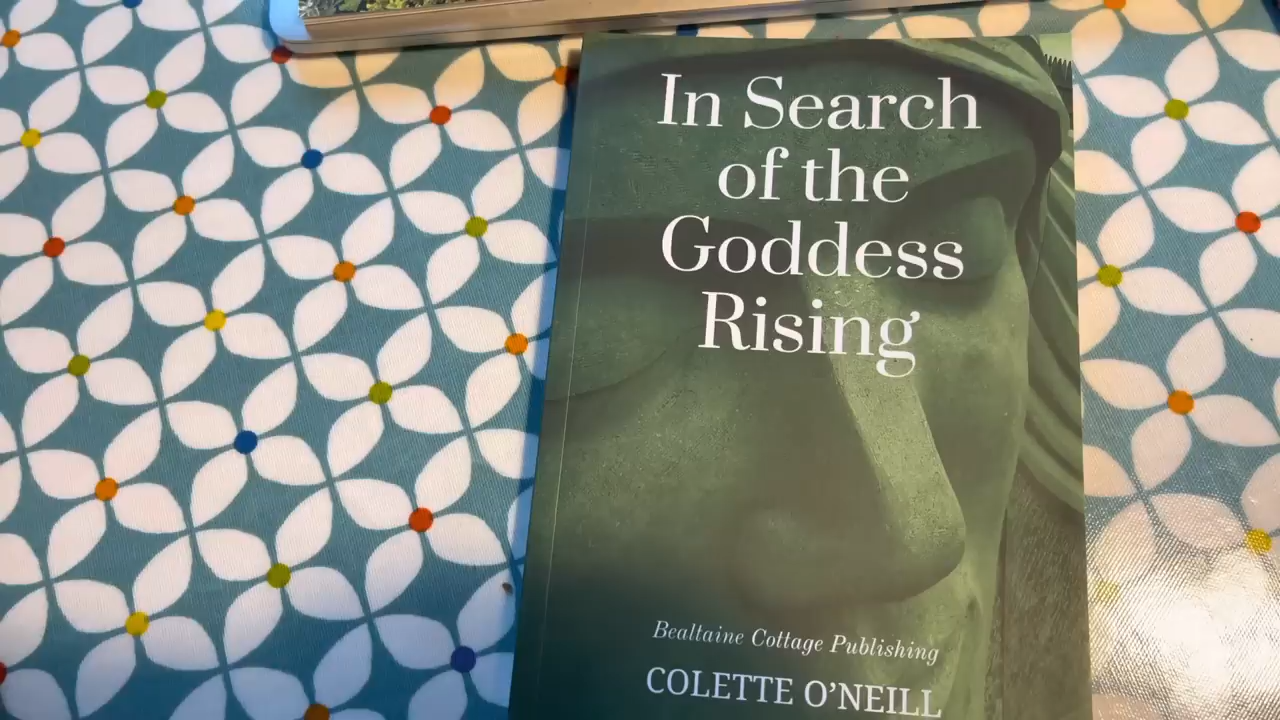 In Search
of the
Goddess
Rising
Bealtaine Cottage Publishing
COLETTE O'NEILL